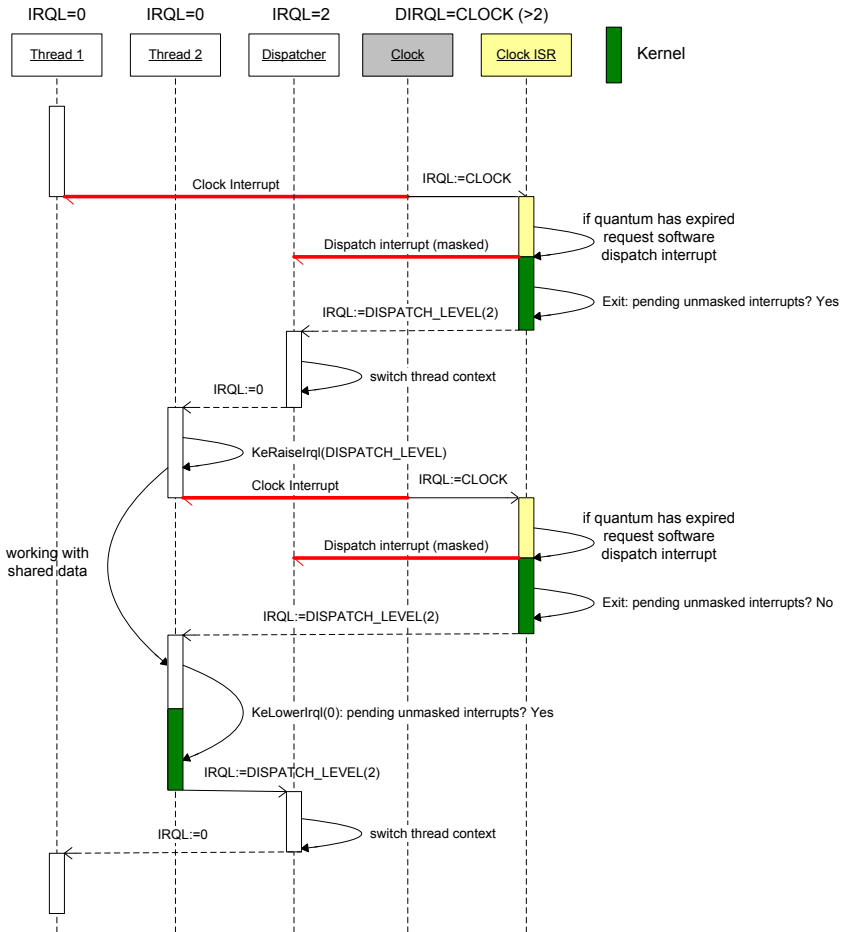 IRQL=0
IRQL=0
IRQL=2
DIRQL=CLOCK (>2)
Thread 1
Thread 2
Dispatcher
Clock
Clock ISR
Kernel
Clock Interrupt
IRQL:=CLOCK
if quantum has expired
request software
dispatch interrupt
Dispatch interrupt (masked)
Exit: pending unmasked interrupts? Yes
IRQL:=DISPATCH_LEVEL(2)
switch thread context
IRQL:=0
KeRaiseIrql(DISPATCH_LEVEL)
Clock Interrupt
IRQL:=CLOCK
if quantum has expired
request software
dispatch interrupt
Dispatch interrupt (masked)
working with
shared data
Exit: pending unmasked interrupts? No
IRQL:=DISPATCH_LEVEL(2)
KeLowerIrql(0): pending unmasked interrupts? Yes
IRQL:=DISPATCH_LEVEL(2)
switch thread context
IRQL:=0